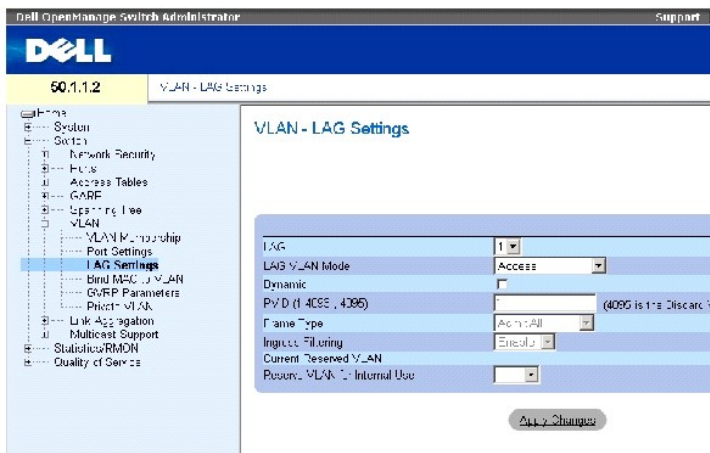 Dell OpenManage Switch Administrator
Support
DELL
50.1.1.2
VLAN - LAG Settings
Home
System
Switch
Network Security
Ports
Address Tables
GARP
Spanning Tree
VLAN
VLAN Membership
Port Settings
LAG Settings
Bind MAC to VLAN
GVRP Parameters
Private VLAN
Link Aggregation
Multicast Support
Statistics/RMON
Quality of Service
VLAN - LAG Settings
LAG
1
LAG VLAN Mode
Access
Dynamic
PVID (1-4093, 4095)
(4095 is the Discard
Frame Type
Admit All
Ingress Filtering
Enable
Current Reserved VLAN
Reserve VLAN for Internal Use
Apply Changes